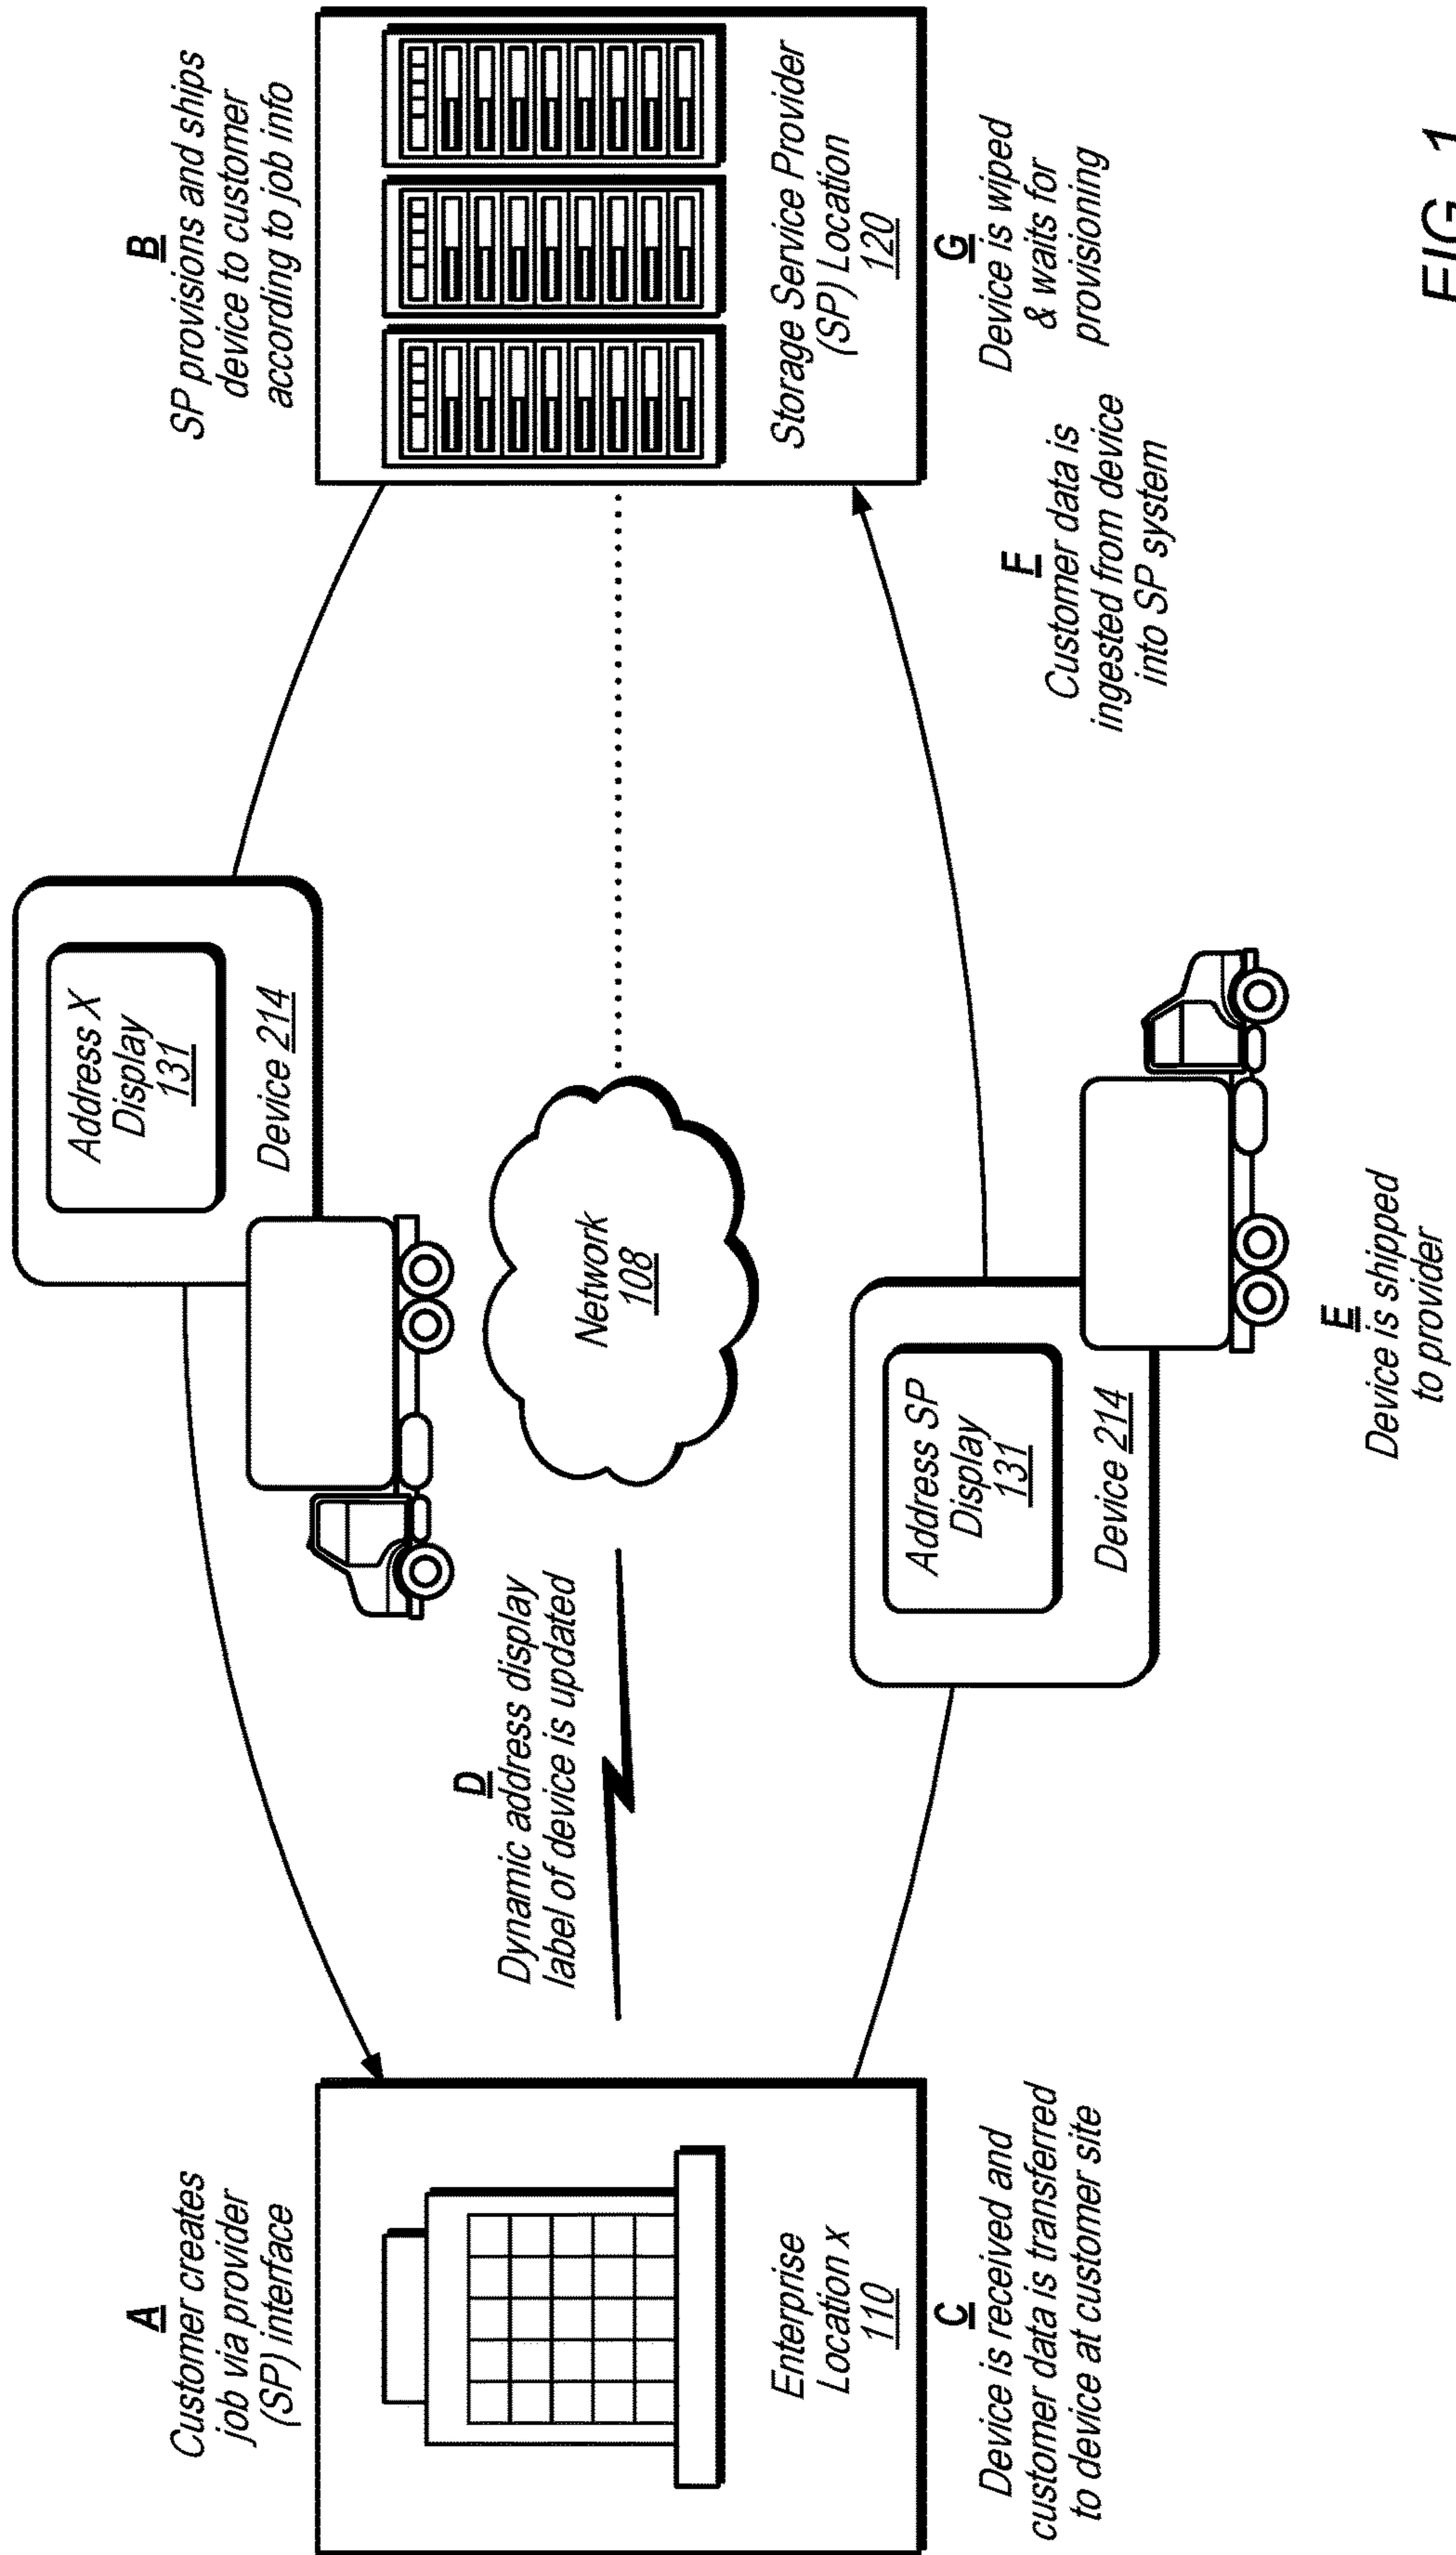 A
Customer creates
job via provider
(SP) interface
B
SP provisions and ships
device to customer
according to job info
Address X
Display
131
Device 214
D
Dynamic address display
label of device is updated
Network
108
Enterprise
Location x
110
Storage Service Provider
(SP) Location
120
C
Device is received and
customer data is transferred
to device at customer site
Address SP
Display
131
Device 214
E
Device is shipped
to provider
F
Customer data is
ingested from device
into SP system
G
Device is wiped
& waits for
provisioning
FIG. 1